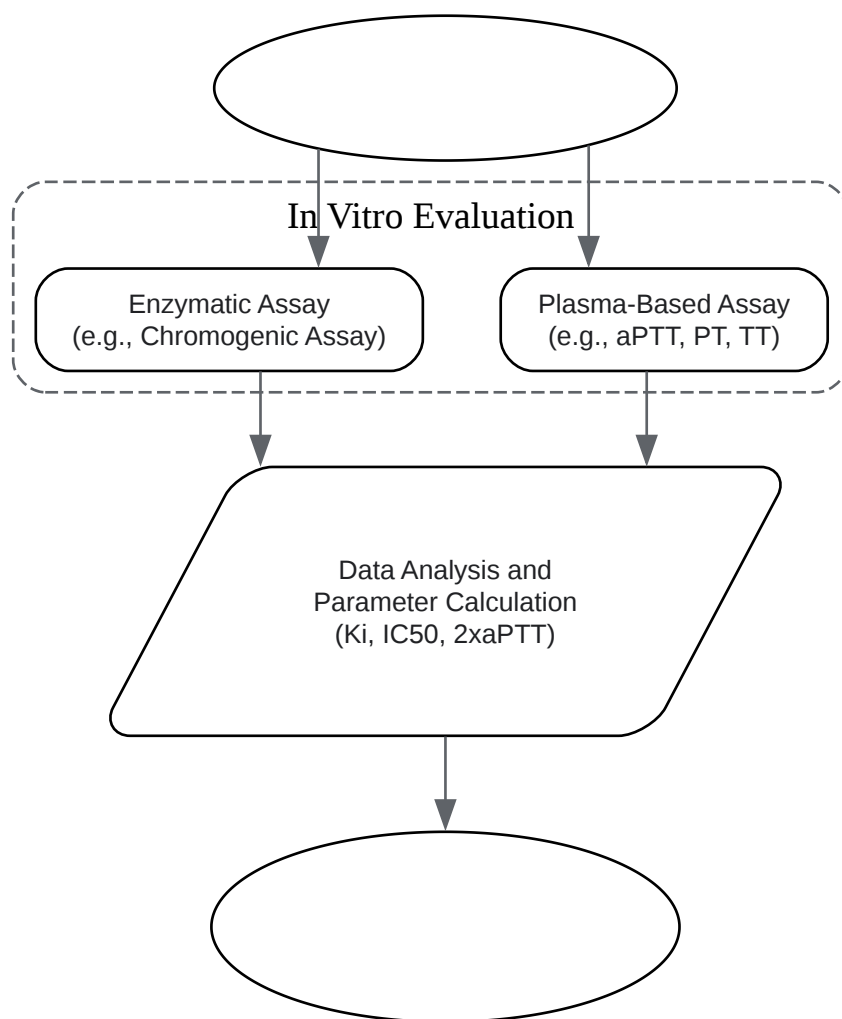 In Vitro Evaluation
Enzymatic Assay
(e.g., Chromogenic Assay)
Plasma-Based Assay
(e.g., aPTT, PT, TT)
Data Analysis and
Parameter Calculation
(Ki, IC50, 2xaPTT)